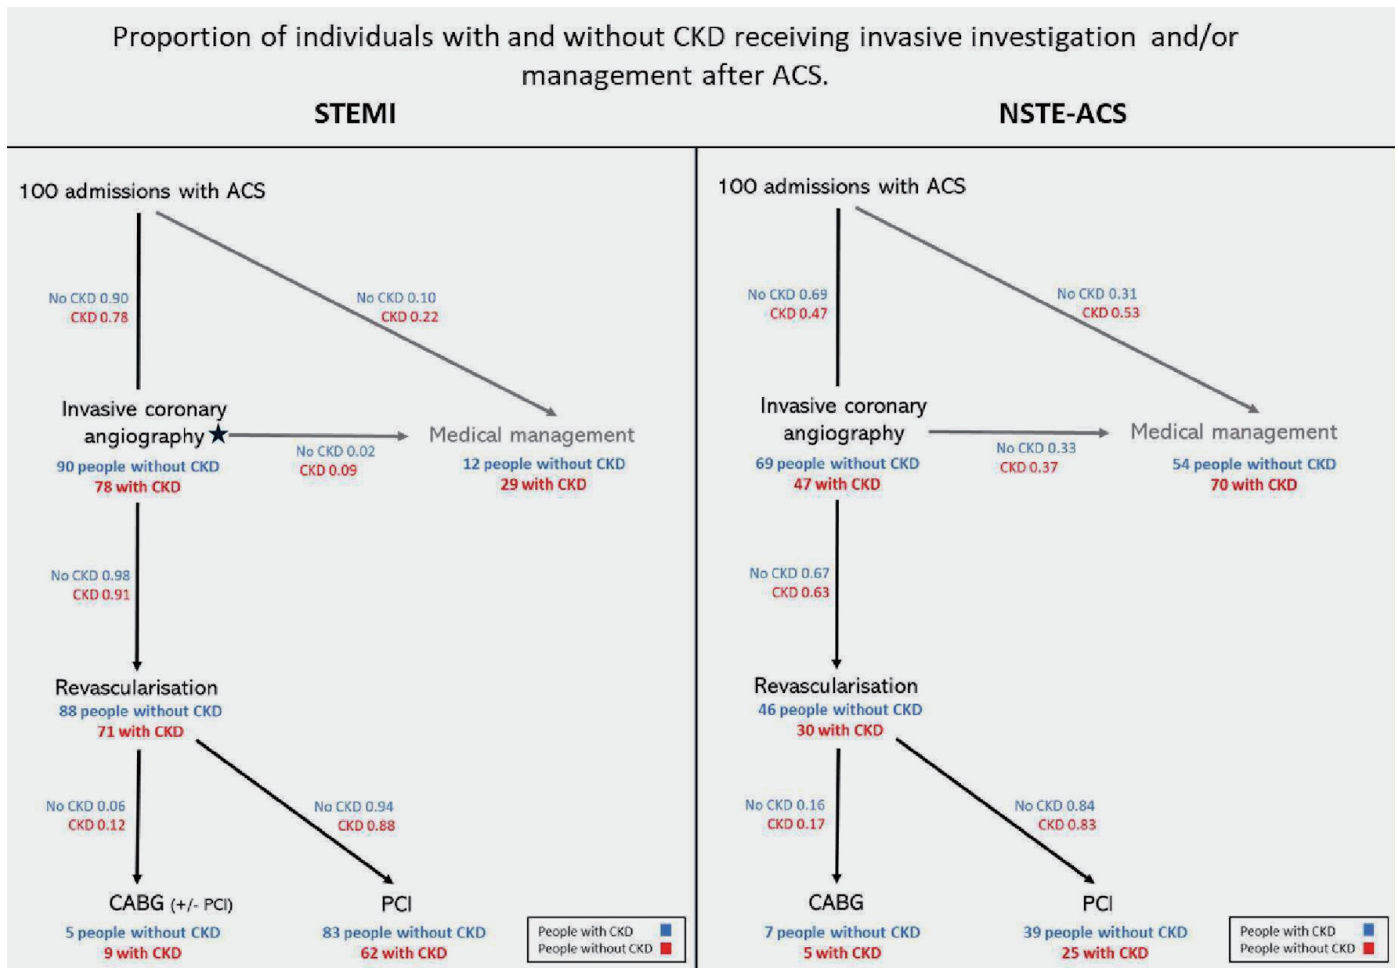 Proportion of individuals with and without CKD receiving invasive investigation and/or
management after ACS.
STEMI
100 admissions with ACS
No CKD 0.90
CKD 0.78
No CKD 0.10
CKD 0.22
Invasive coronary
angiography
90 people without CKD
78 with CKD
No CKD 0.02
CKD 0.09
Medical management
12 people without CKD
29 with CKD
No CKD 0.98
CKD 0.91
Revascularisation
88 people without CKD
71 with CKD
No CKD 0.06
CKD 0.12
No CKD 0.94
CKD 0.88
CABG (+/- PCI)
5 people without CKD
9 with CKD
PCI
83 people without CKD
62 with CKD
People with CKD
People without CKD
NSTE-ACS
100 admissions with ACS
No CKD 0.69
CKD 0.47
No CKD 0.31
CKD 0.53
Invasive coronary
angiography
69 people without CKD
47 with CKD
No CKD 0.33
CKD 0.37
Medical management
54 people without CKD
70 with CKD
No CKD 0.67
CKD 0.63
Revascularisation
46 people without CKD
30 with CKD
No CKD 0.16
CKD 0.17
No CKD 0.84
CKD 0.83
CABG
7 people without CKD
5 with CKD
PCI
39 people without CKD
25 with CKD
People with CKD
People without CKD